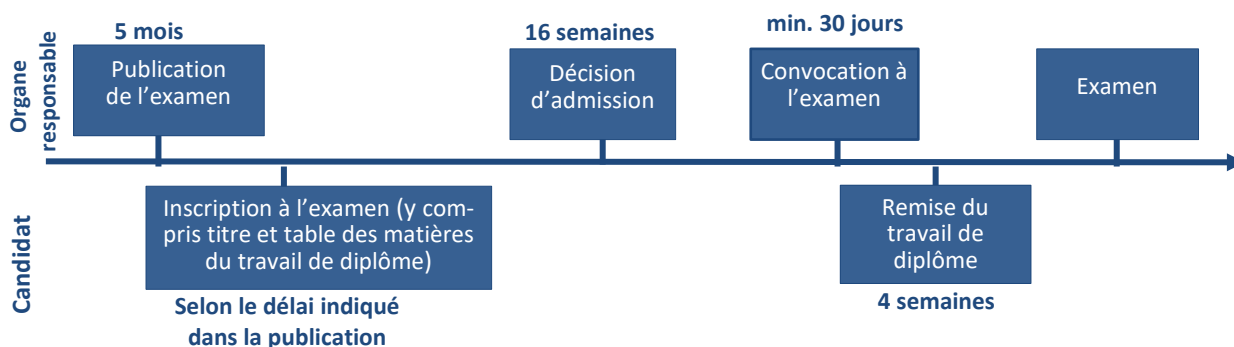 Organe
responsable
5 mois
Publication
de l’examen
16 semaines
Décision
d’admission
min. 30 jours
Convocation à
l’examen
Examen
Candidat
Inscription à l’examen (y com-
pris titre et table des matières
du travail de diplôme)
Selon le délai indiqué
dans la publication
Remise du
travail de
diplôme
4 semaines